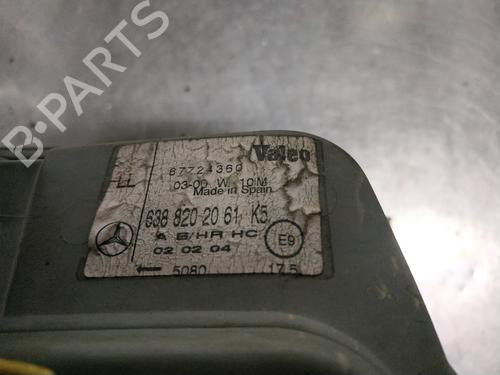 B-PARTS
Valeo
87724360
LL
03-00 W 10M
Made in Spain
638 820 20 61 K5
A B/HR HC
02 02 04
E9
5080
17.5